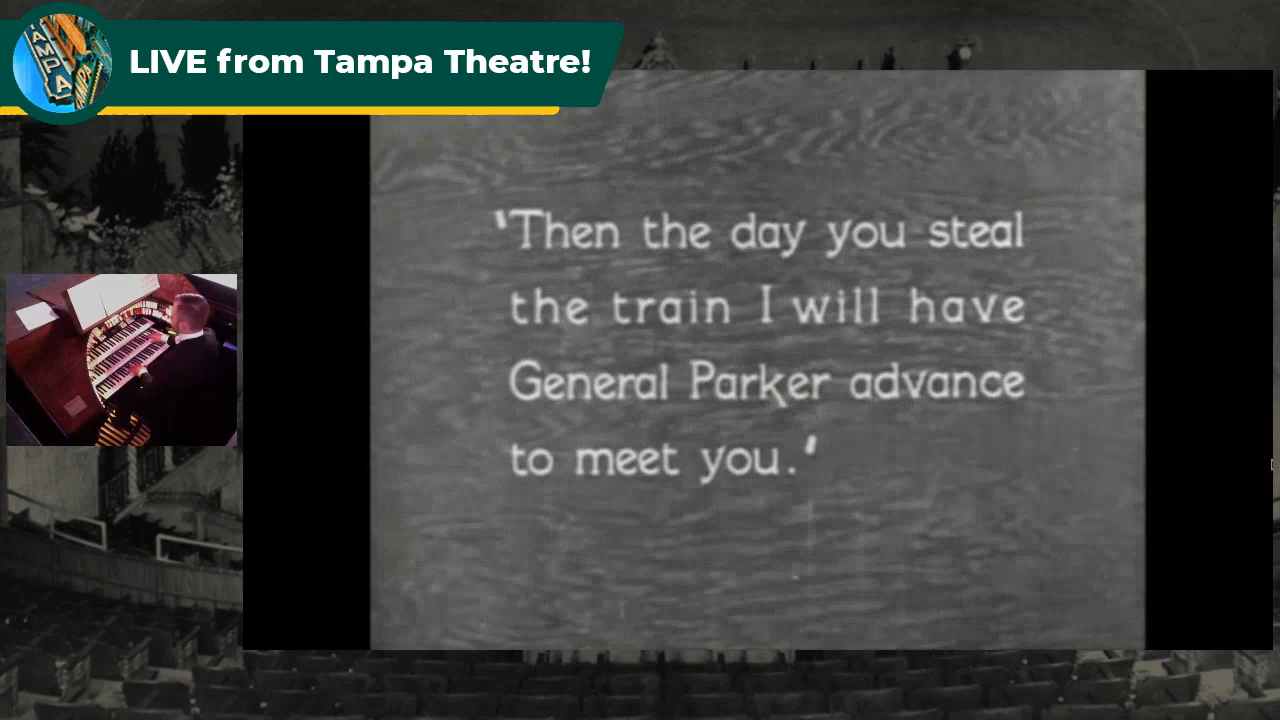 TAMPA
LIVE from Tampa Theatre!
"Then the day you steal
the train I will have
General Parker advance
to meet you."